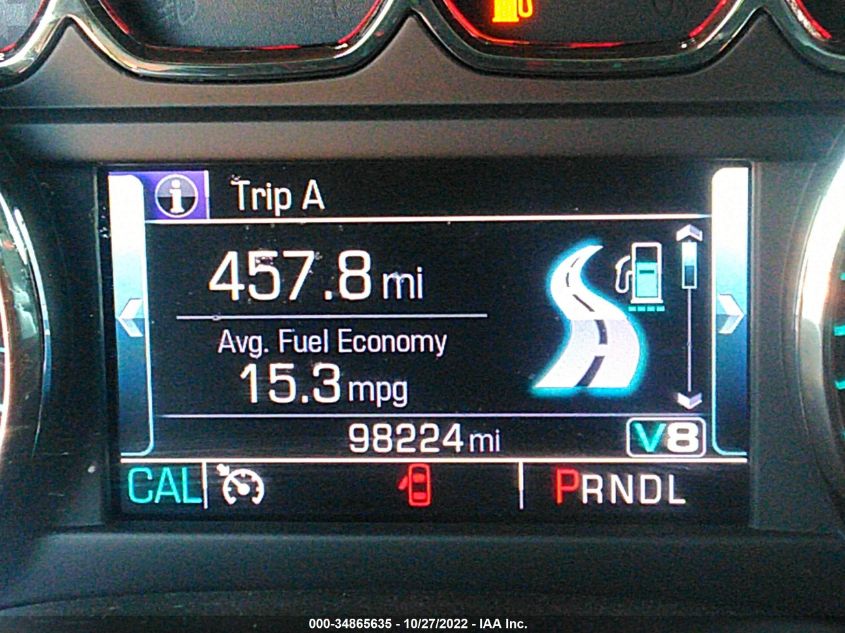 Trip A
457.8 mi
Avg. Fuel Economy
15.3 mpg
98224 mi V8
CAL PRNDL
000-34865635 - 10/27/2022 - IAA Inc.